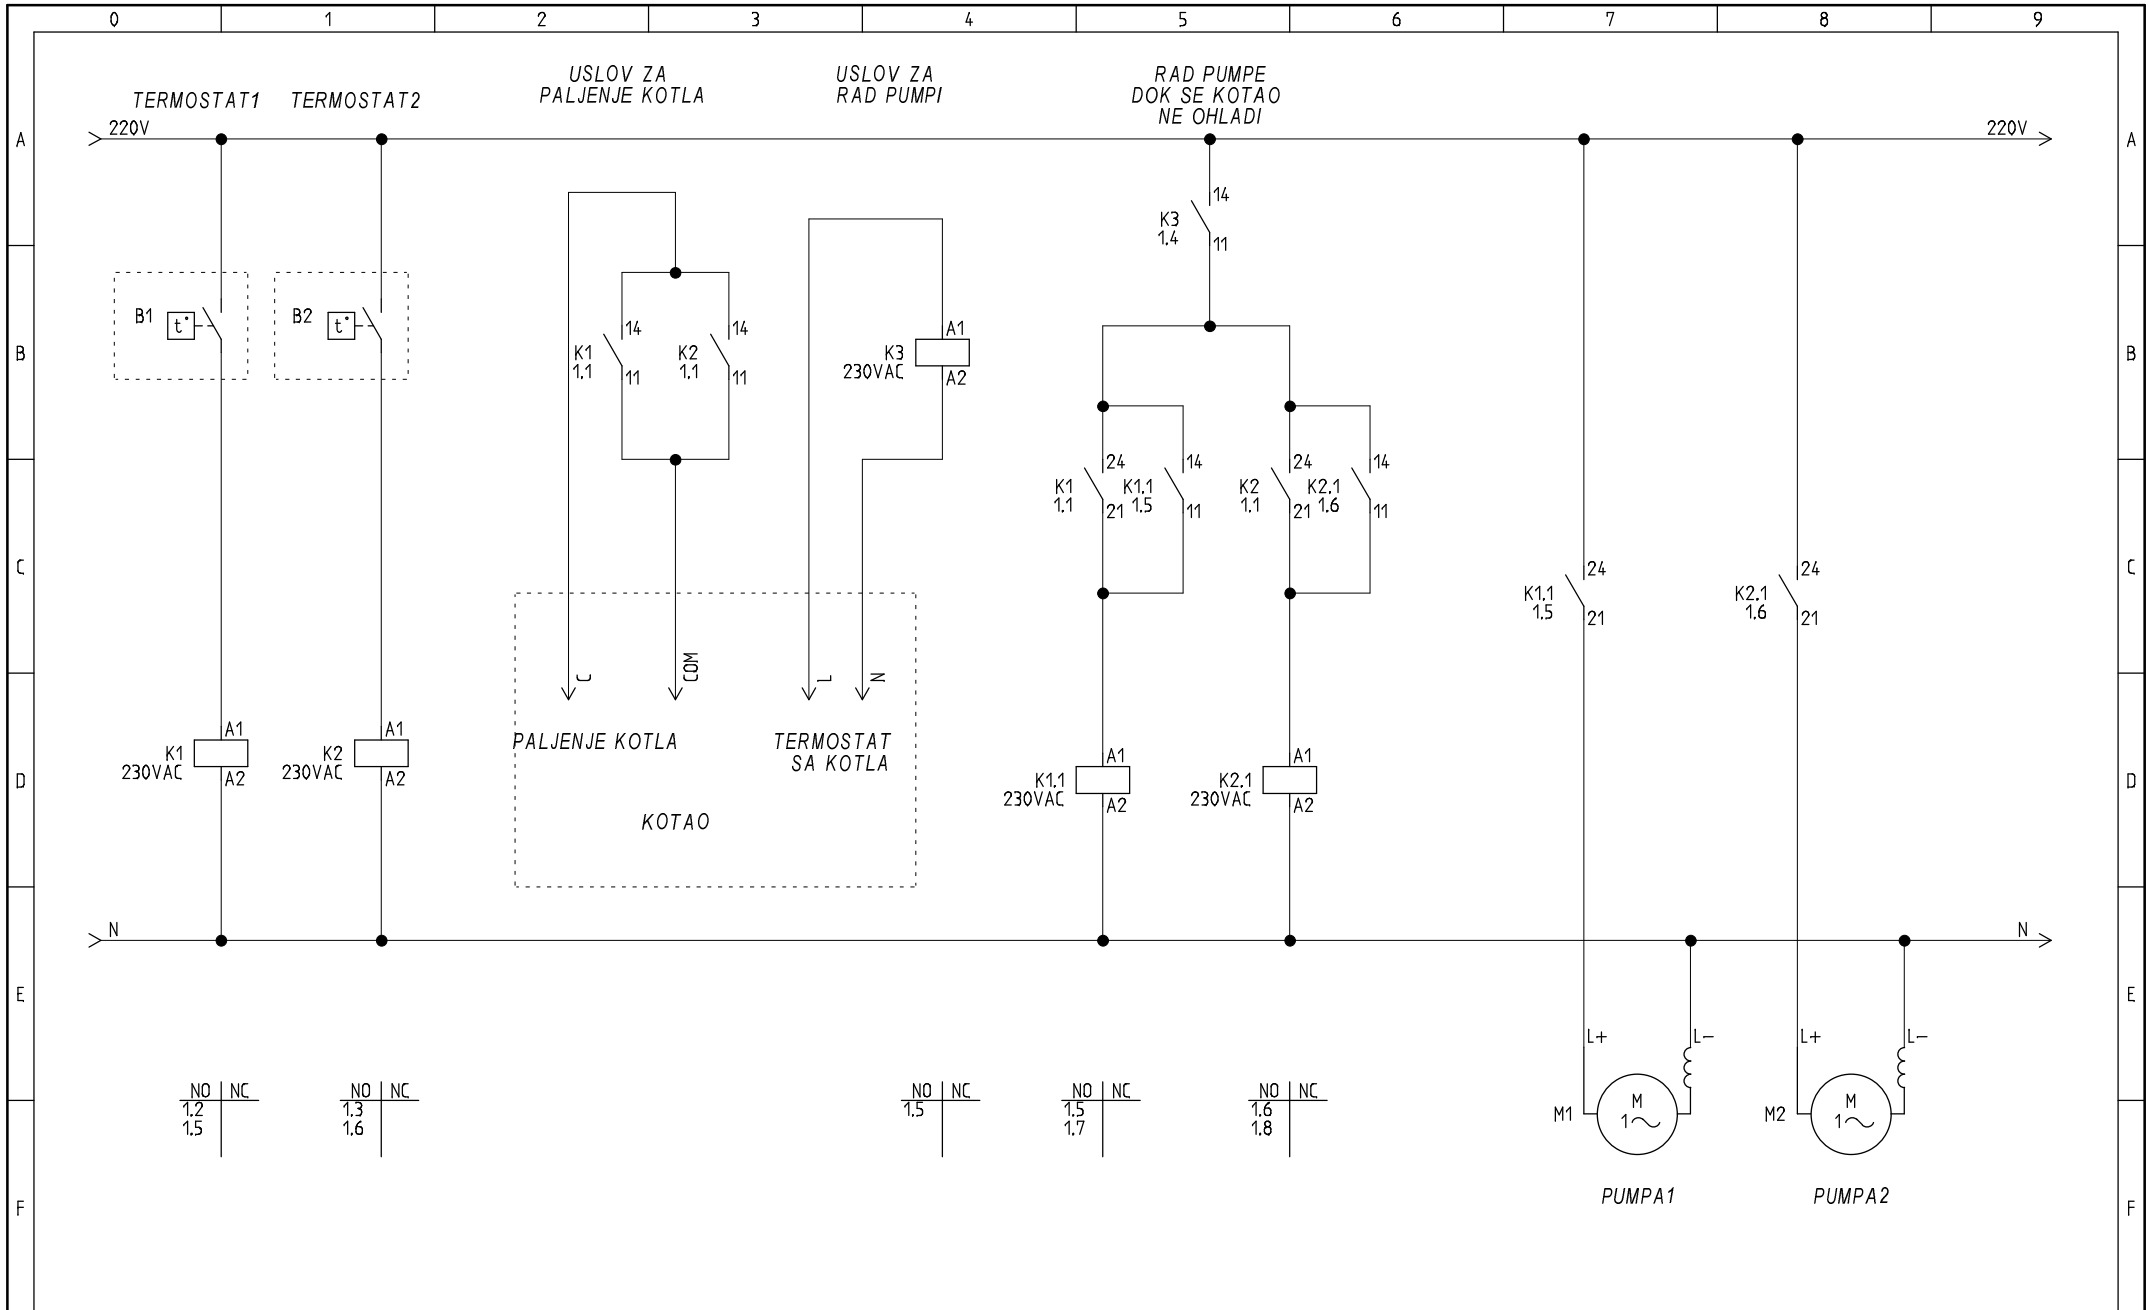 0 1 2 3 4 5 6 7 8 9
TERMOSTAT1
TERMOSTAT2
USLOV ZA
PALJENJE KOTLA
USLOV ZA
RAD PUMPI
RAD PUMPE
DOK SE KOTAO
NE OHLADI
A
220V
220V
A
14
K3
1.4
11
B1
t°
B2
t°
B
B
14
K1
1.1
11
14
K2
1.1
11
A1
K3
230VAC
A2
24
K1
1.1
21
14
K1.1
1.5
11
24
K2
1.1
21
14
K2.1
1.6
11
C
C
24
K1.1
1.5
21
24
K2.1
1.6
21
C
COM
L
N
PALJENJE KOTLA
TERMOSTAT
SA KOTLA
KOTAO
D
D
A1
K1
230VAC
A2
A1
K2
230VAC
A2
A1
K1.1
230VAC
A2
A1
K2.1
230VAC
A2
N
N
E
E
L+
L-
L+
L-
NO NC
1.2
1.5
NO NC
1.3
1.6
NO NC
1.5
NO NC
1.5
1.7
NO NC
1.6
1.8
M1
M
1~
M2
M
1~
PUMPA1
PUMPA2
F
F